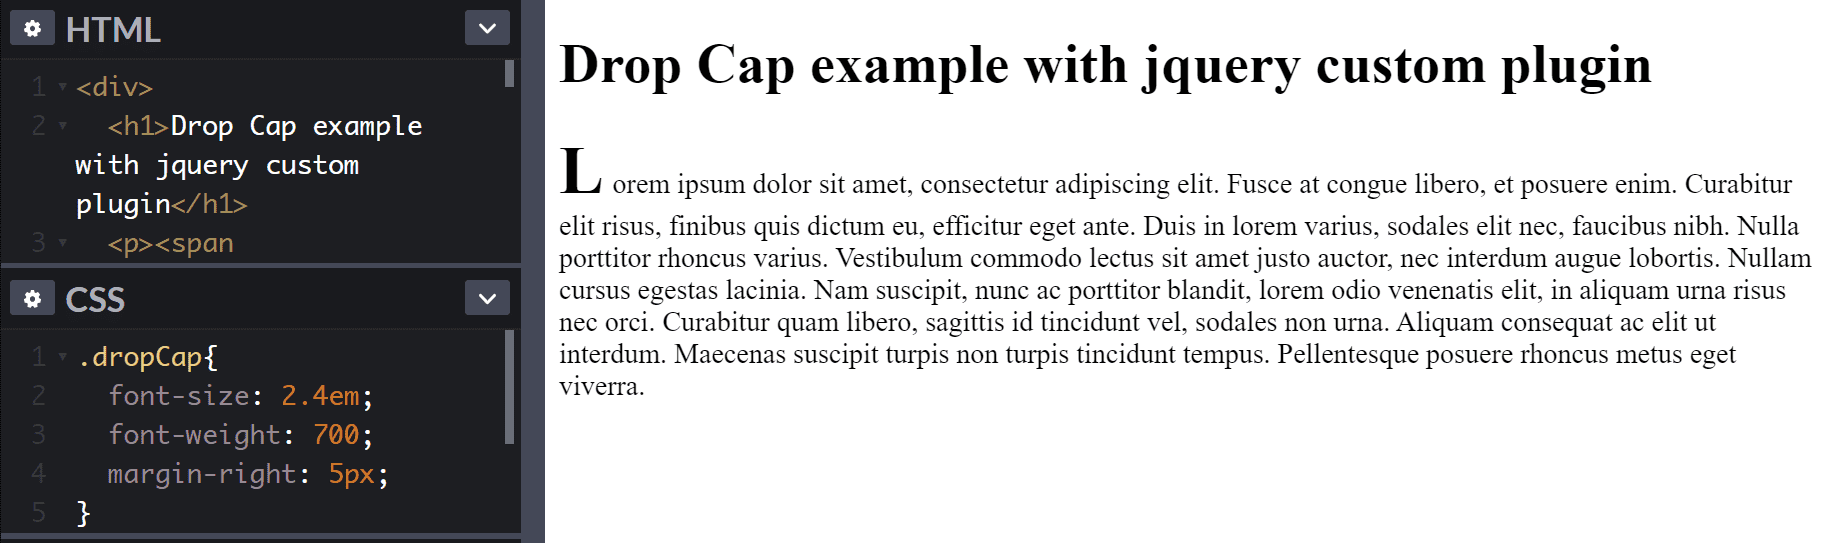 HTML
1 <div>
2 <h1>Drop Cap example
with jquery custom
plugin</h1>
3 <p><span
CSS
1 .dropCap{
2 font-size: 2.4em;
3 font-weight: 700;
4 margin-right: 5px;
5 }
Drop Cap example with jquery custom plugin
L orem ipsum dolor sit amet, consectetur adipiscing elit. Fusce at congue libero, et posuere enim. Curabitur
elit risus, finibus quis dictum eu, efficitur eget ante. Duis in lorem varius, sodales elit nec, faucibus nibh. Nulla
porttitor rhoncus varius. Vestibulum commodo lectus sit amet justo auctor, nec interdum augue lobortis. Nullam
cursus egestas lacinia. Nam suscipit, nunc ac porttitor blandit, lorem odio venenatis elit, in aliquam urna risus
nec orci. Curabitur quam libero, sagittis id tincidunt vel, sodales non urna. Aliquam consequat ac elit ut
interdum. Maecenas suscipit turpis non turpis tincidunt tempus. Pellentesque posuere rhoncus metus eget
viverra.